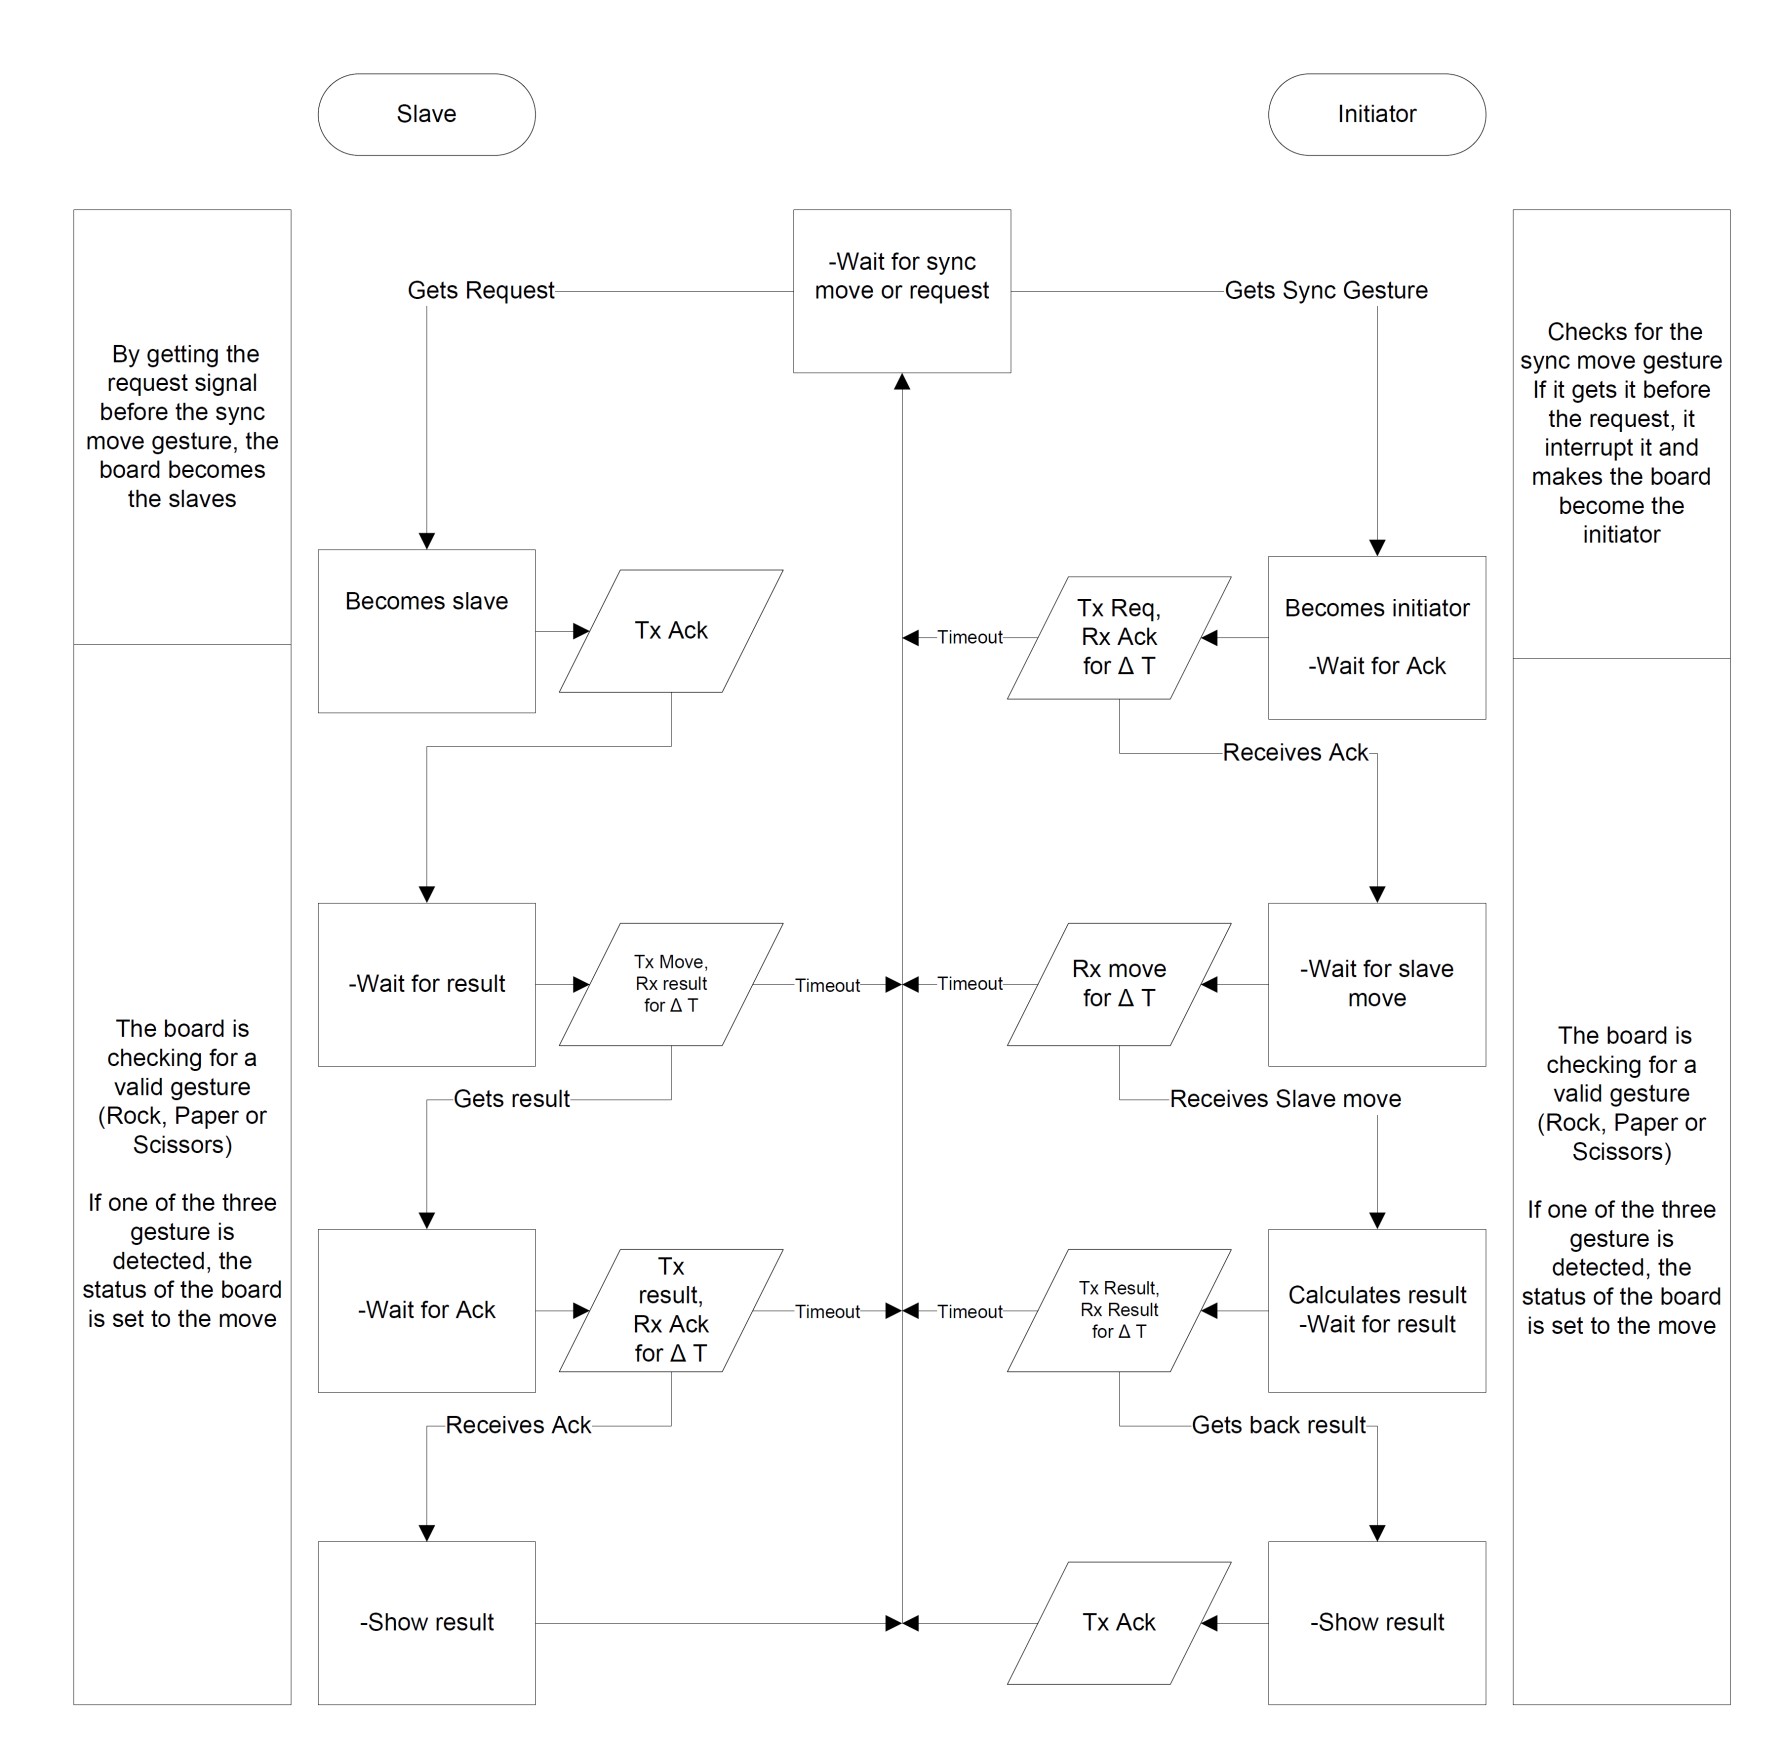 Slave
Initiator
-Wait for sync
move or request
Gets Request
Gets Sync Gesture
By getting the
request signal
before the sync
move gesture, the
board becomes
the slaves
Checks for the
sync move gesture
If it gets it before
the request, it
interrupt it and
makes the board
become the
initiator
Becomes slave
Tx Ack
Timeout
Tx Req,
Rx Ack
for Δ T
Becomes initiator
-Wait for Ack
Receives Ack
-Wait for result
Tx Move,
Rx result
for Δ T
Timeout
Timeout
Rx move
for Δ T
-Wait for slave
move
Gets result
Receives Slave move
The board is
checking for a
valid gesture
(Rock, Paper or
Scissors)
If one of the three
gesture is
detected, the
status of the board
is set to the move
The board is
checking for a
valid gesture
(Rock, Paper or
Scissors)
If one of the three
gesture is
detected, the
status of the board
is set to the move
-Wait for Ack
Tx
result,
Rx Ack
for Δ T
Timeout
Timeout
Tx Result,
Rx Result
for Δ T
Calculates result
-Wait for result
Receives Ack
Gets back result
-Show result
Tx Ack
-Show result